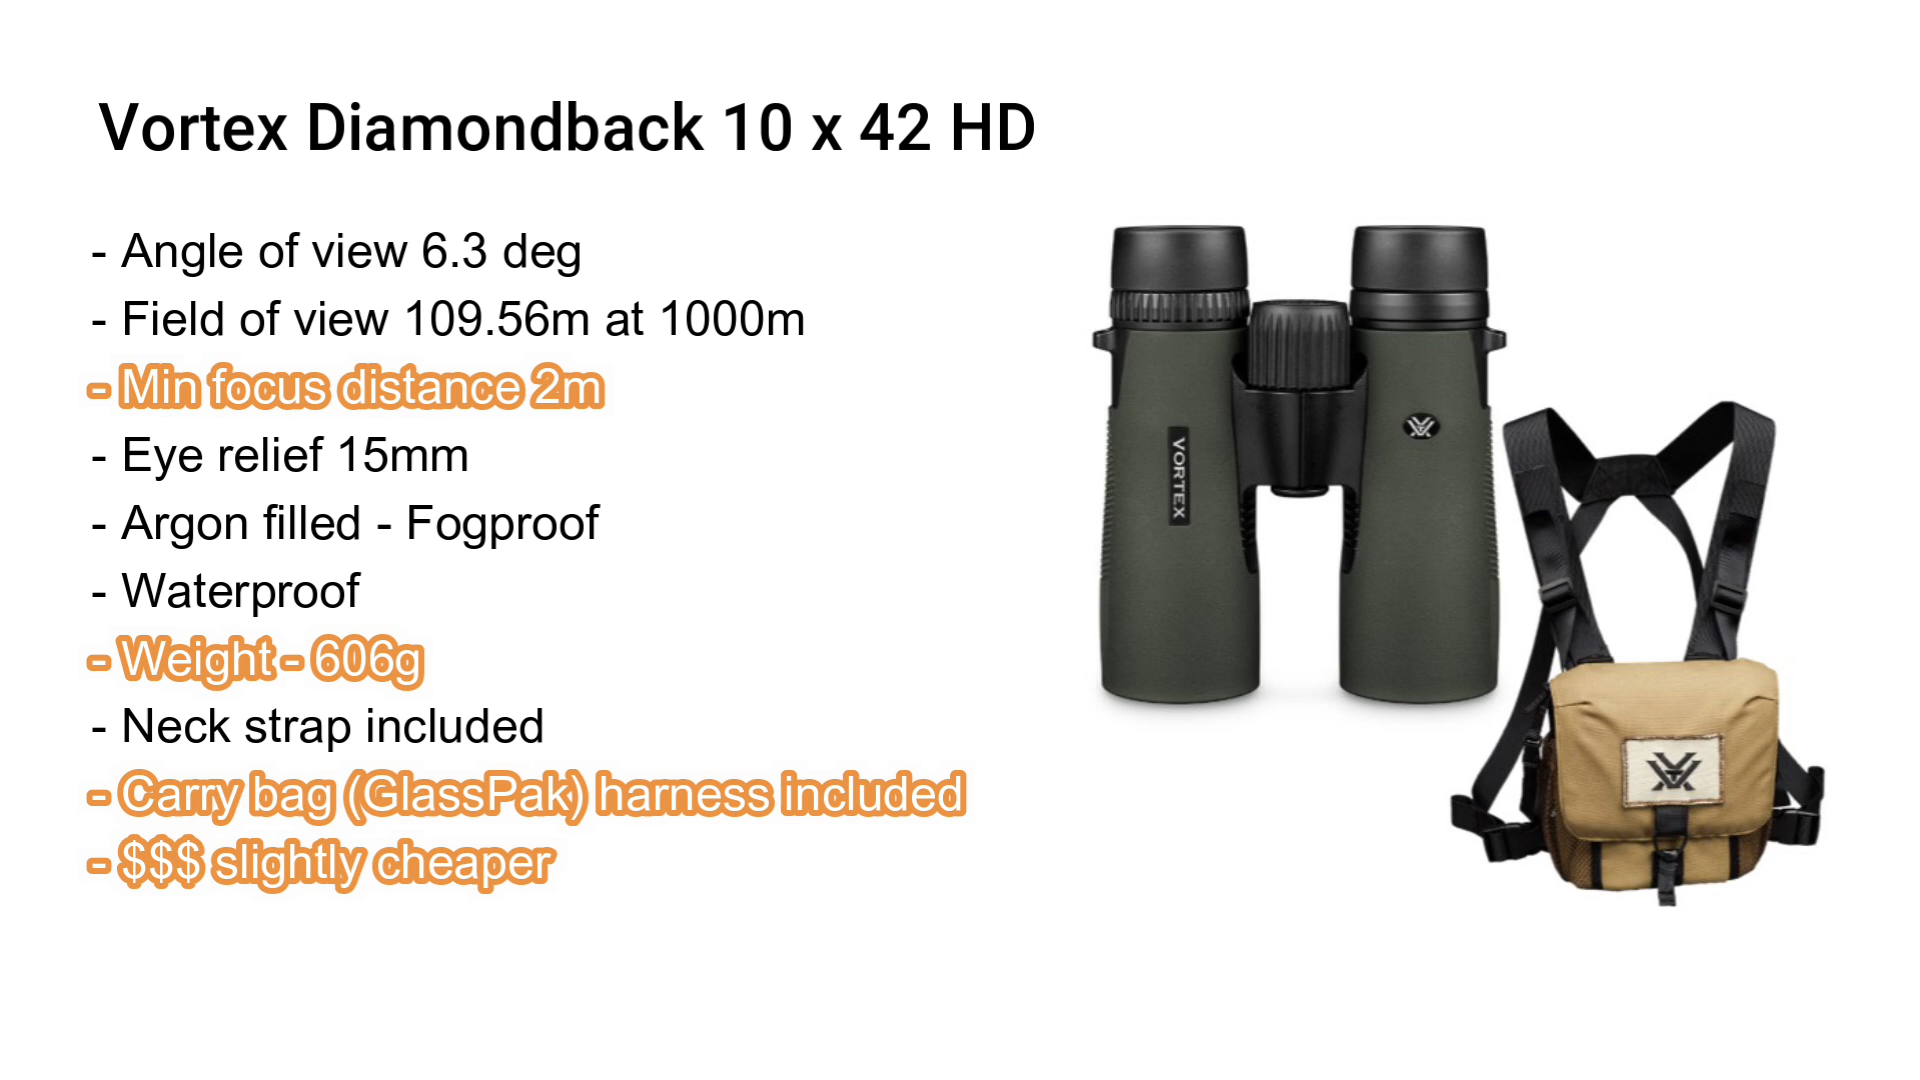 Vortex Diamondback 10 x 42 HD
- Angle of view 6.3 deg
- Field of view 109.56m at 1000m
- Min focus distance 2m
- Eye relief 15mm
- Argon filled - Fogproof
- Waterproof
- Weight - 606g
- Neck strap included
- Carry bag (GlassPak) harness included
- $$$ slightly cheaper
VORTEX